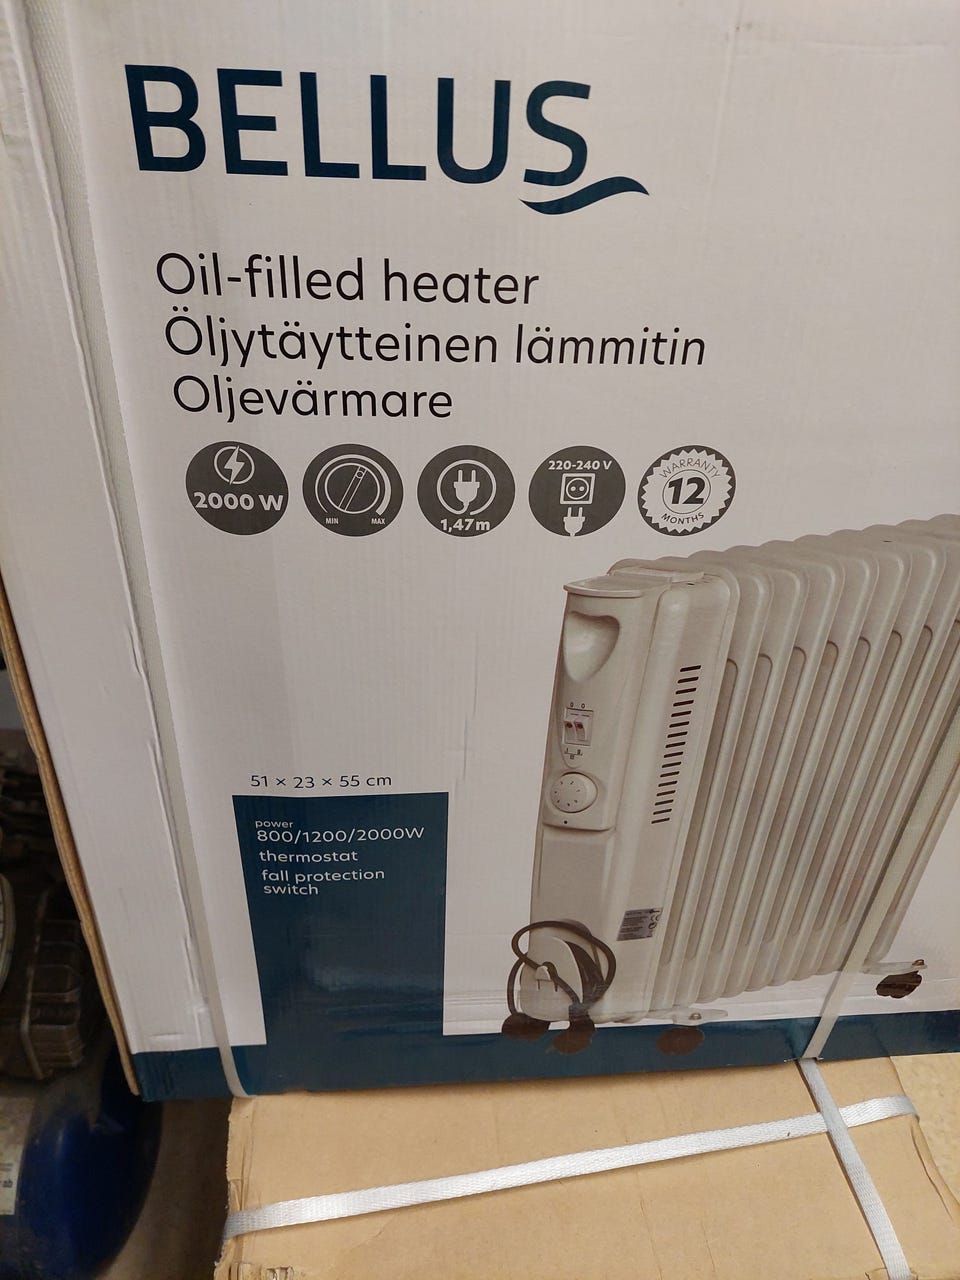 BELLUS
Oil-filled heater
Öljytäytteinen lämmitin
Oljevärmare
2000 W
MIN MAX
1,47m
220-240 V
WARRANTY
12
MONTHS
51 × 23 × 55 cm
power
800/1200/2000W
thermostat
fall protection
switch